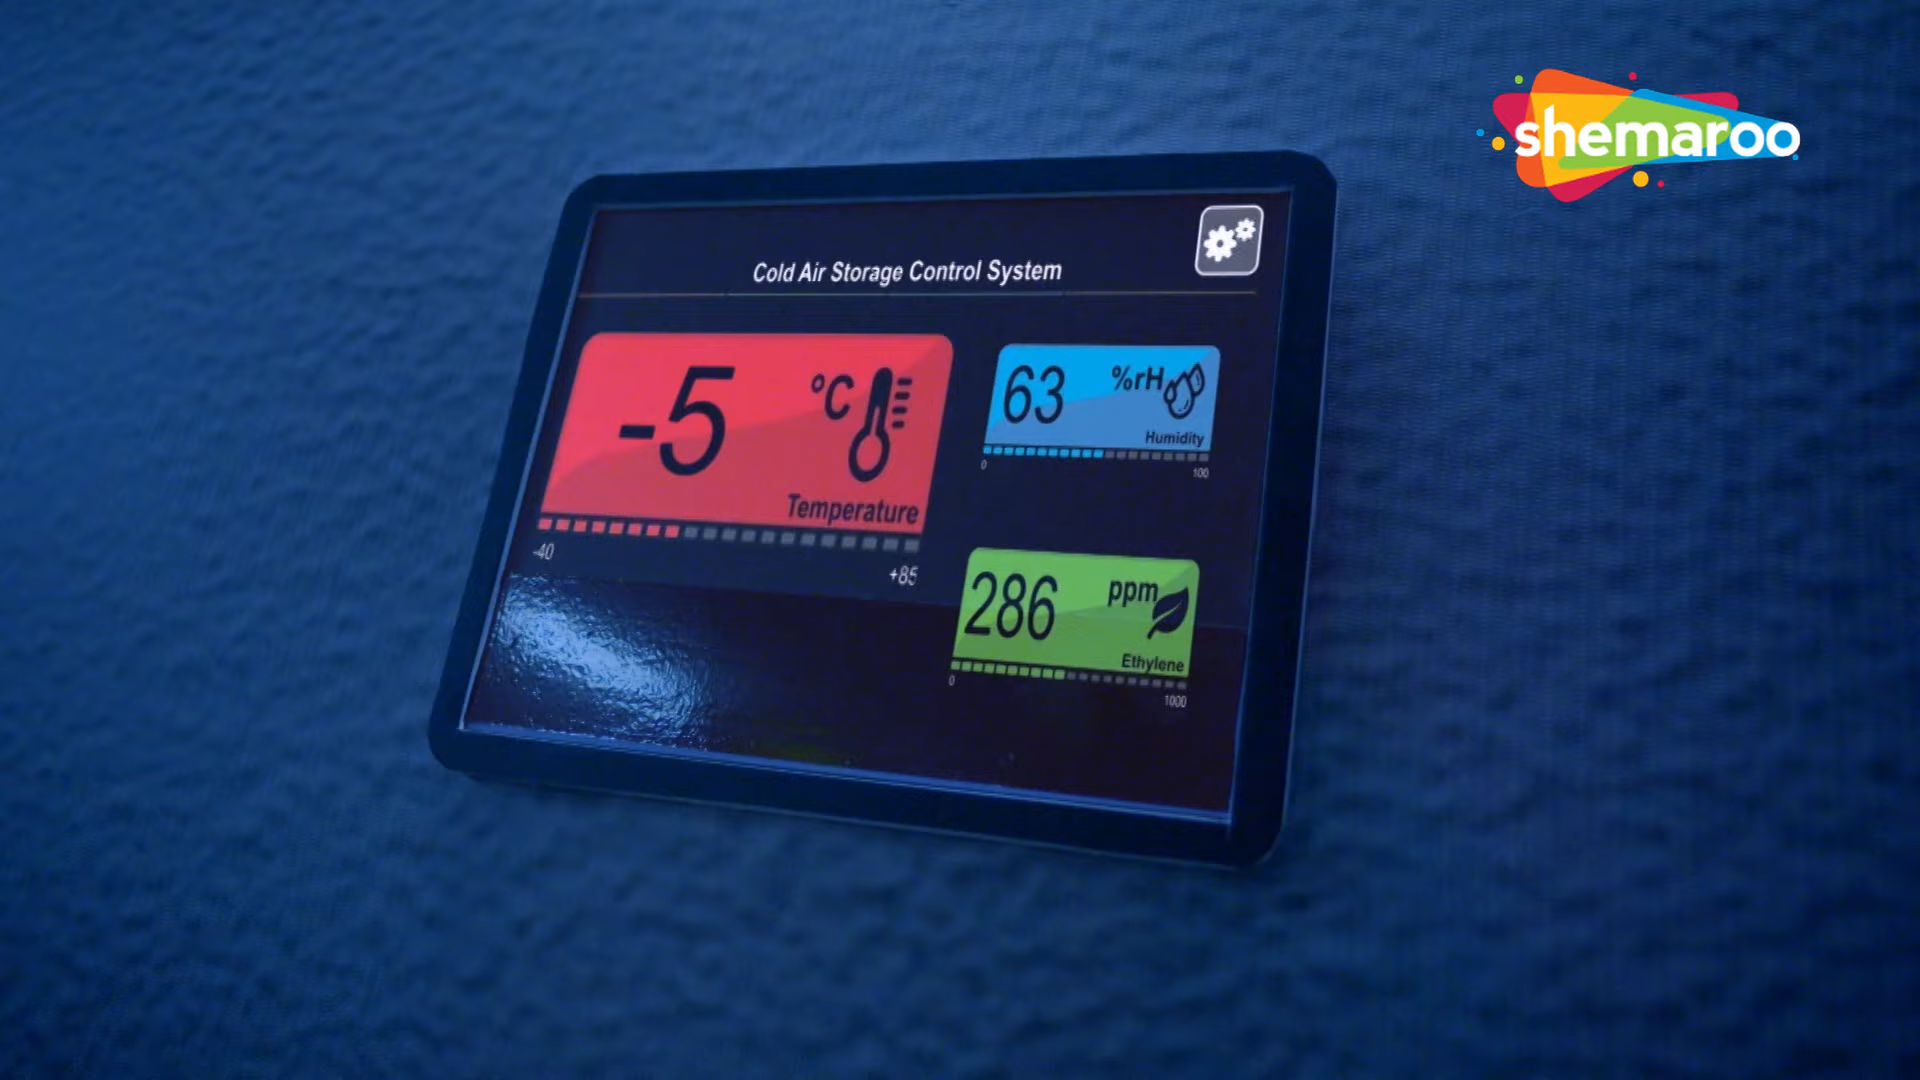 shemaroo
Cold Air Storage Control System
-5 °C
Temperature
-40 +85
63 %rH
Humidity
0 100
286 ppm
Ethylene
0 1000